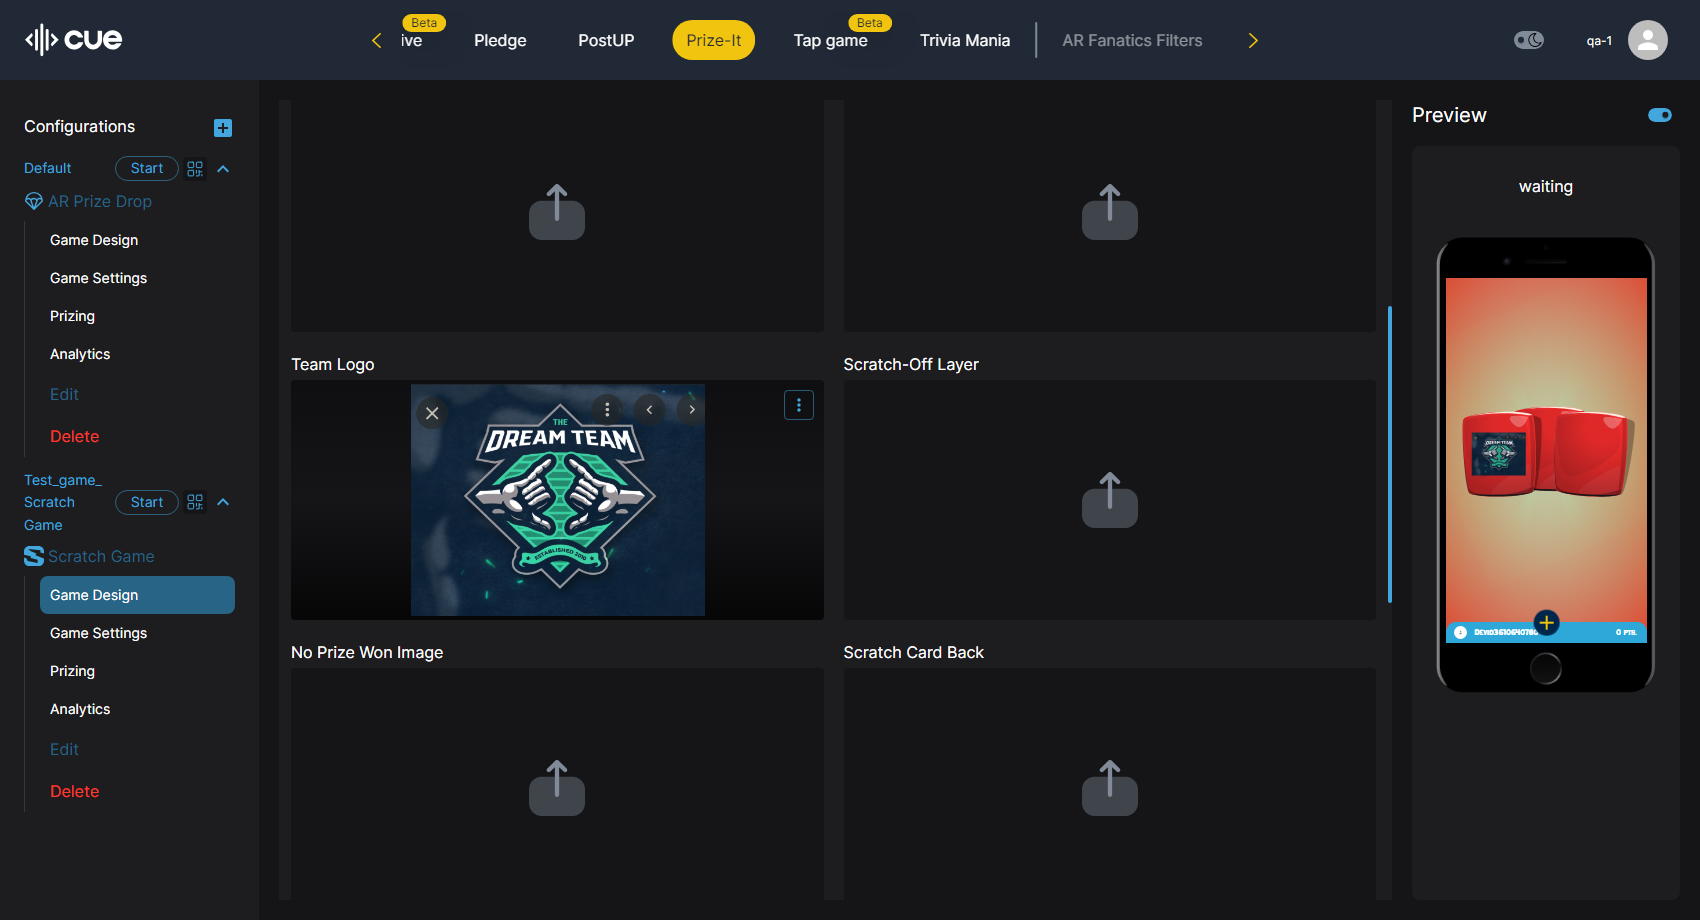 cue
Beta
ive
Pledge
PostUP
Prize-It
Beta
Tap game
Trivia Mania
AR Fanatics Filters
qa-1
Configurations
Default
Start
AR Prize Drop
Game Design
Game Settings
Prizing
Analytics
Edit
Delete
Test_game_
Scratch
Game
Start
Scratch Game
Game Design
Game Settings
Prizing
Analytics
Edit
Delete
Team Logo
THE
DREAM TEAM
ESTABLISHED 2010
Scratch-Off Layer
No Prize Won Image
Scratch Card Back
Preview
waiting
DREAM TEAM
0 PTS.